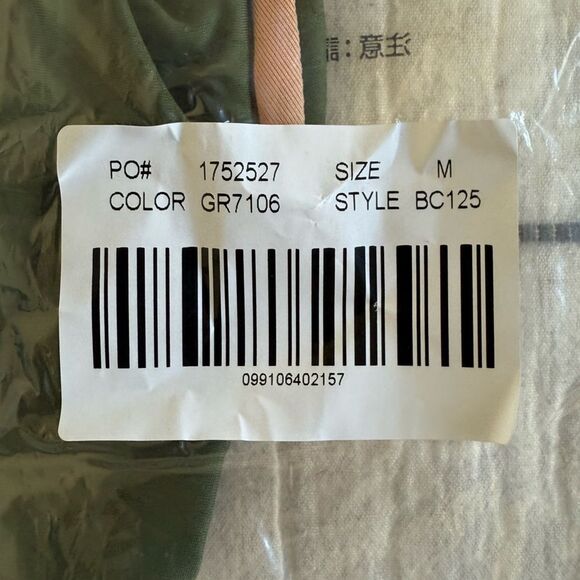 PO# 1752527 SIZE M
COLOR GR7106 STYLE BC125
099106402157